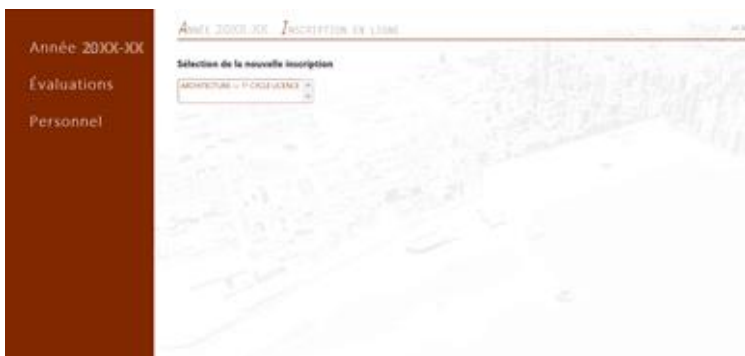 Année 20XX-XX
Évaluations
Personnel
Année 20XX-XX Inscription en ligne
Sélection de la nouvelle inscription
ARCHITECTURE -> 1ᵉʳ CYCLE LICENCE